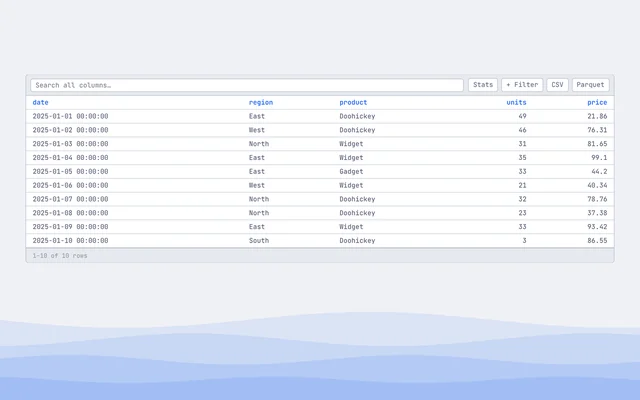 Search all columns… Stats + Filter CSV Parquet
date region product units price
2025-01-01 00:00:00 East Doohickey 49 21.86
2025-01-02 00:00:00 West Doohickey 46 76.31
2025-01-03 00:00:00 North Widget 31 81.65
2025-01-04 00:00:00 East Widget 35 99.1
2025-01-05 00:00:00 East Gadget 33 44.2
2025-01-06 00:00:00 West Widget 21 40.34
2025-01-07 00:00:00 North Doohickey 32 78.76
2025-01-08 00:00:00 North Doohickey 23 37.38
2025-01-09 00:00:00 East Widget 33 93.42
2025-01-10 00:00:00 South Doohickey 3 86.55
1–10 of 10 rows